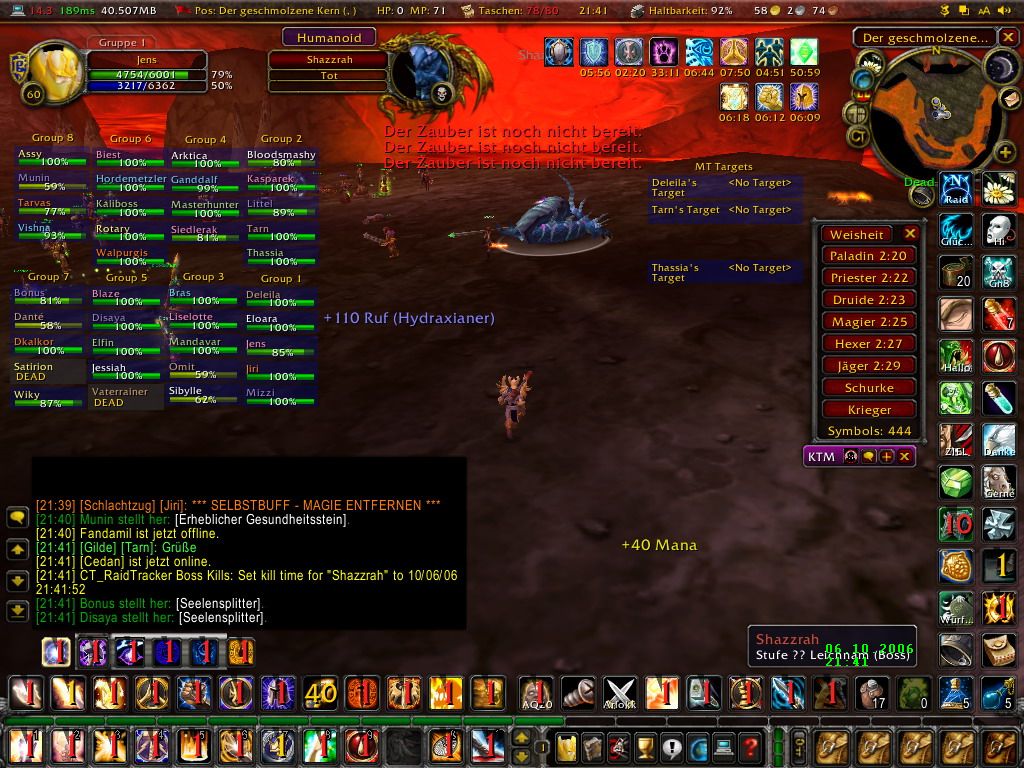 14.3 189ms 40.507MB Pos: Der geschmolzene Kern (, ) HP: 0 MP: 71 Taschen: 78/80 21:41 Haltbarkeit: 92% 58 2 74
Gruppe 1
Humanoid
Der geschmolzene...
Jens
4754/6001 79%
3217/6362 50%
60
Shazzrah
Tot
05:56 02:20 33:11 06:44 07:50 04:51 50:59
06:18 06:12 06:09
Der Zauber ist noch nicht bereit.
Der Zauber ist noch nicht bereit.
Der Zauber ist noch nicht bereit.
Group 8 Group 6 Group 4 Group 2
Assy 100% Biest 100% Arktica 100% Bloodsmashy 80%
Munin 59% Hordemetzler 100% Ganddalf 99% Kasparek 100%
Tarvas 77% Kaliboss 100% Masterhunter 100% Littel 89%
Vishna 93% Rotary 100% Siedlerak 81% Tarn 100%
Walpurgis 100% Thassia 100%
Group 7 Group 5 Group 3 Group 1
Bonus 81% Blaze 100% Bras 100% Deleila 100%
Danté 58% Disaya 100% Liselotte 100% Eloara 100%
Dkalkor 100% Elfin 100% Mandavar 100% Jens 85%
Satirion DEAD Jessiah 100% Omit 59% Jiri 100%
Wiky 87% Vaterrainer DEAD Sibylle 62% Mizzi 100%
MT Targets
Deleila's Target <No Target>
Tarn's Target <No Target>
Thassia's Target <No Target>
Dead
N
CT
+110 Ruf (Hydraxianer)
+40 Mana
Weisheit
Paladin 2:20
Priester 2:22
Druide 2:23
Magier 2:25
Hexer 2:27
Jäger 2:29
Schurke
Krieger
Symbols: 444
KTM
Raid
Hi
20
Gn8
7
Hallo
ZIEL
Danke
Gerne
10
1
5
5
[21:39] [Schlachtzug] [Jiri]: *** SELBSTBUFF - MAGIE ENTFERNEN ***
[21:40] Munin stellt her: [Erheblicher Gesundheitsstein].
[21:40] Fandamil ist jetzt offline.
[21:41] [Gilde] [Tarn]: Grüße
[21:41] [Cedan] ist jetzt online.
[21:41] CT_RaidTracker Boss Kills: Set kill time for "Shazzrah" to 10/06/06
21:41:52
[21:41] Bonus stellt her: [Seelensplitter].
[21:41] Disaya stellt her: [Seelensplitter].
Shazzrah
Stufe ?? Leichnam (Boss)
06.10.2006
21:41
40
AQ20
Arlokk
17
0